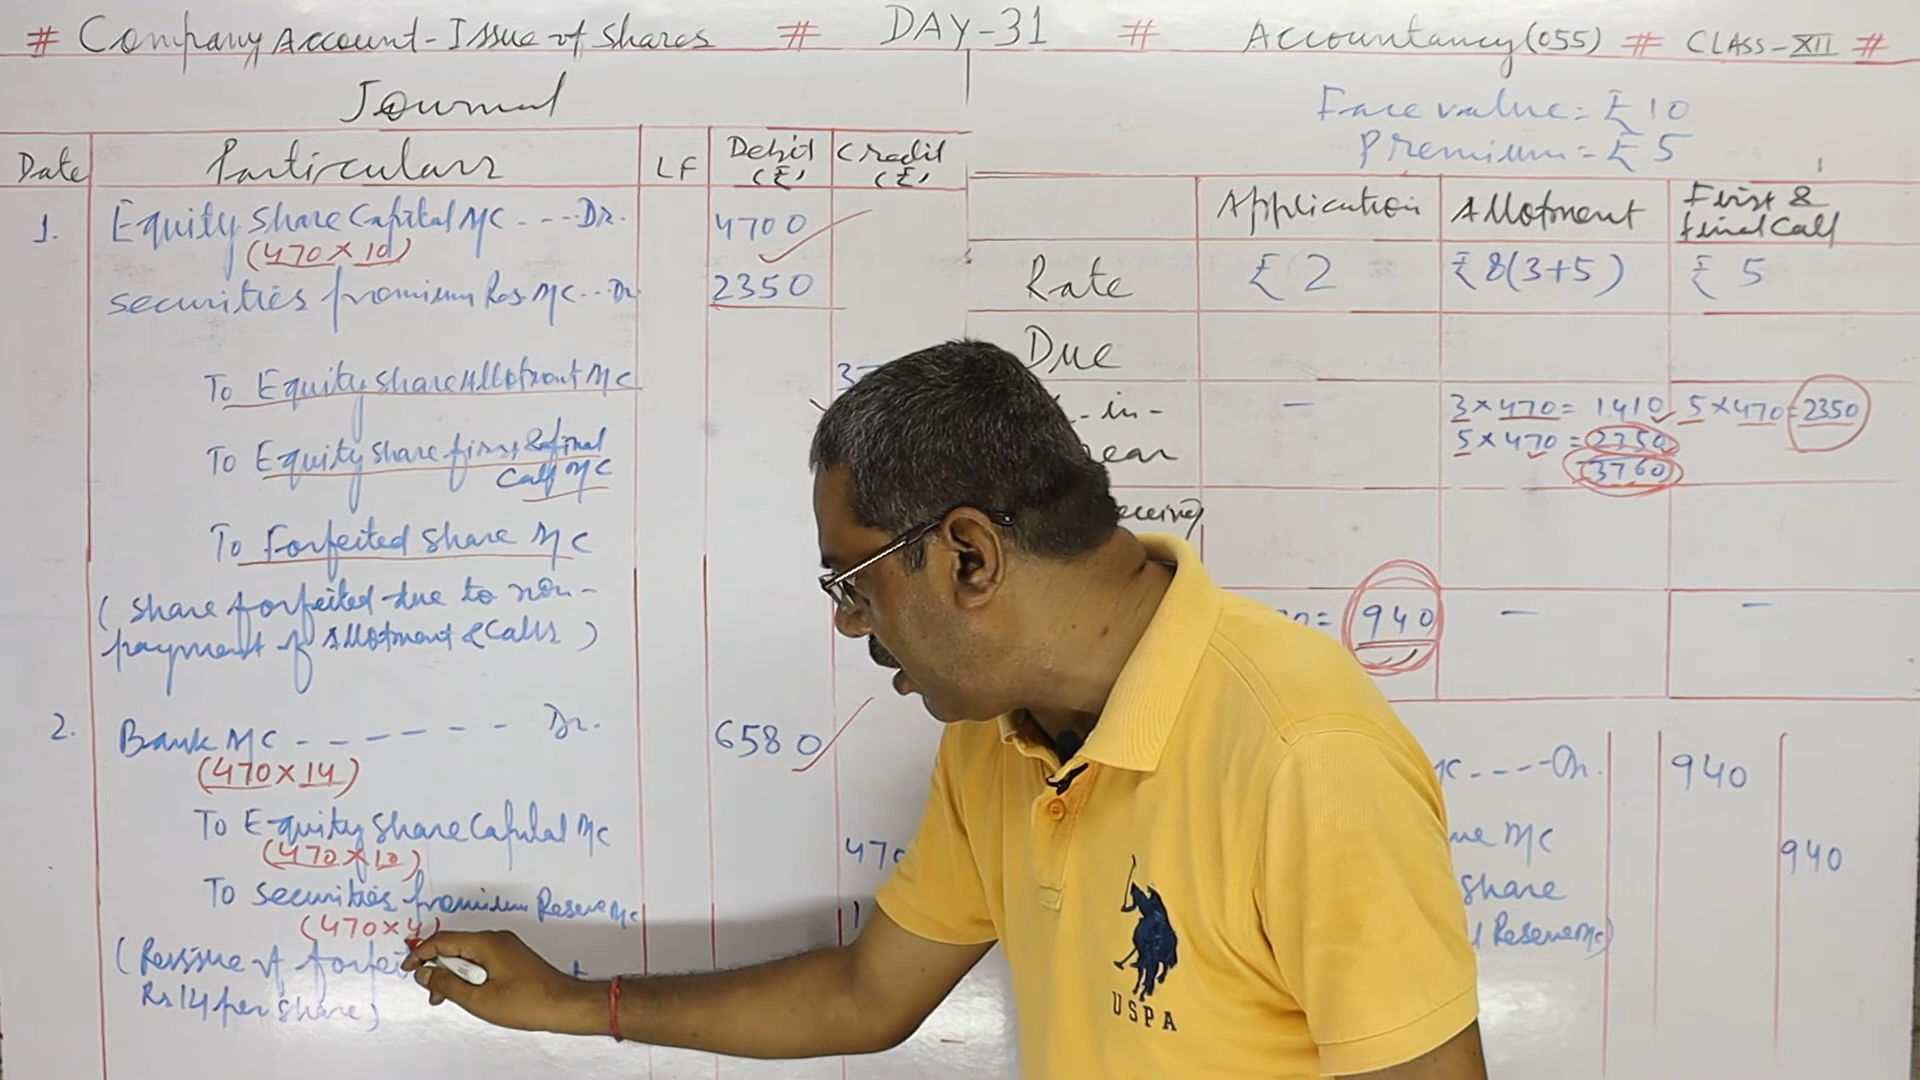 # Company Account - Issue of Shares # DAY-31 # Accountancy(055) # CLASS-XII #
Journal
Date Particulars LF Debit (₹) Credit (₹)
1. Equity Share Capital A/C - - - Dr. 4700
(470×10)
Securities Premium Res. A/C - - Dr 2350
To Equity Share Allotment A/C
To Equity Share first & final
Call A/C
To Forfeited Share A/C
(Share forfeited due to non-
payment of Allotment & Calls)
2. Bank A/C - - - - - - - Dr. 6580
(470×14)
To Equity Share Capital A/C 470
(470×10)
To Securities Premium Reserve A/C 1
(470×4)
(Reissue of forfei
Rs 14 per share)
Face value = ₹ 10
Premium = ₹ 5
Application Allotment First & final Call
Rate ₹ 2 ₹ 8(3+5) ₹ 5
Due
-in- — 3×470= 1410 5×470=2350
5×470 = 2350
3760
= 940 — —
- - - - Dr. 940
A/C 940
Share
Reserve A/C)
USPA